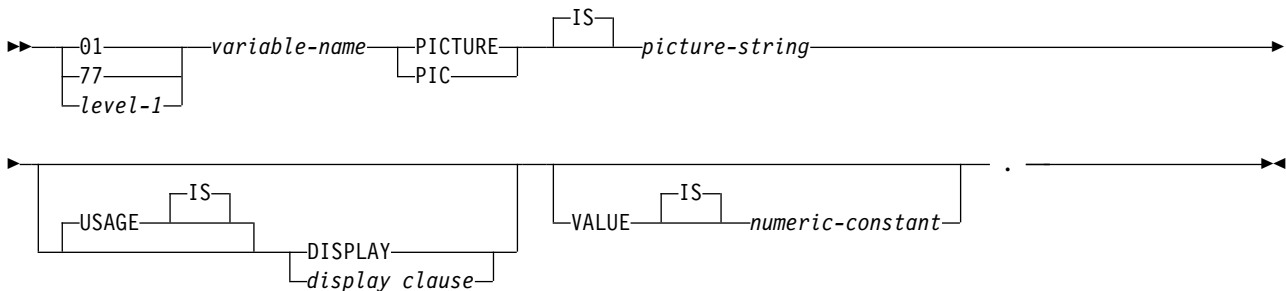 IS
01 variable-name PICTURE picture-string
77 PIC
level-1
IS
USAGE
IS
VALUE numeric-constant .
DISPLAY
display clause